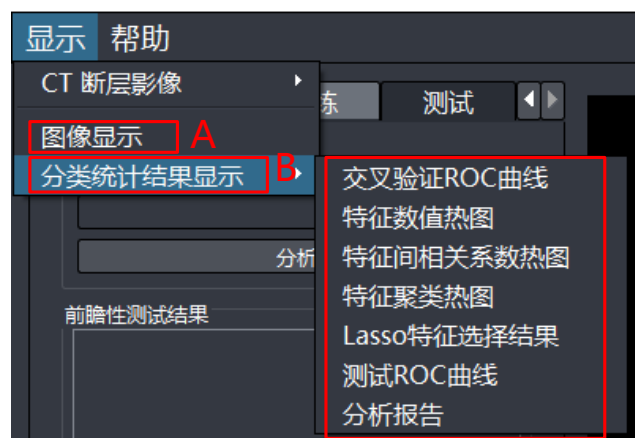 显示 帮助
CT 断层影像
练 测试
图像显示 A
分类统计结果显示 B
交叉验证ROC曲线
特征数值热图
分析
特征间相关系数热图
特征聚类热图
前瞻性测试结果
Lasso特征选择结果
测试ROC曲线
分析报告